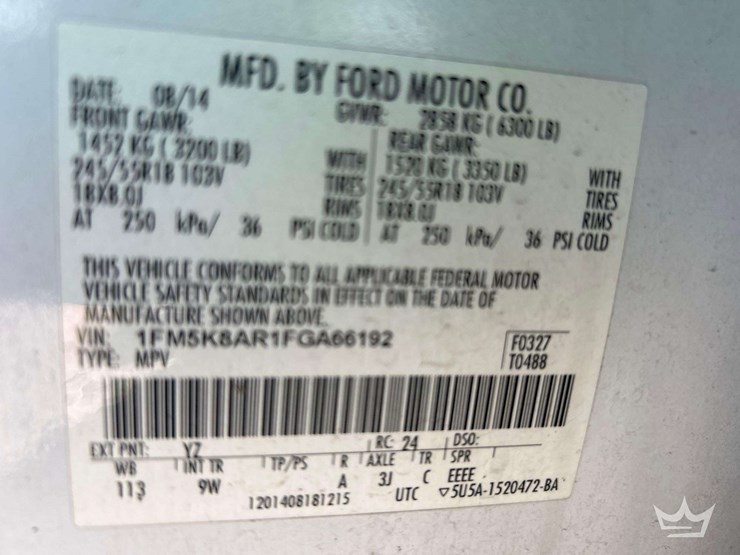 MFD. BY FORD MOTOR CO.
DATE: 08/14 GVWR: 2858 KG ( 6300 LB)
FRONT GAWR: REAR GAWR:
1452 KG ( 3200 LB) WITH 1520 KG ( 3350 LB) WITH
245/55R18 103V TIRES 245/55R18 103V TIRES
18X8.0J RIMS 18X8.0J RIMS
AT 250 kPa/ 36 PSI COLD AT 250 kPa/ 36 PSI COLD
THIS VEHICLE CONFORMS TO ALL APPLICABLE FEDERAL MOTOR
VEHICLE SAFETY STANDARDS IN EFFECT ON THE DATE OF
MANUFACTURE SHOWN ABOVE.
VIN: 1FM5K8AR1FGA66192 F0327
TYPE: MPV T0488
EXT PNT: YZ RC: 24 DSO:
WB INT TR TP/PS R AXLE TR SPR
113 9W A 3J C EEEE
1201408181215 UTC ▽5U5A-1520472-BA